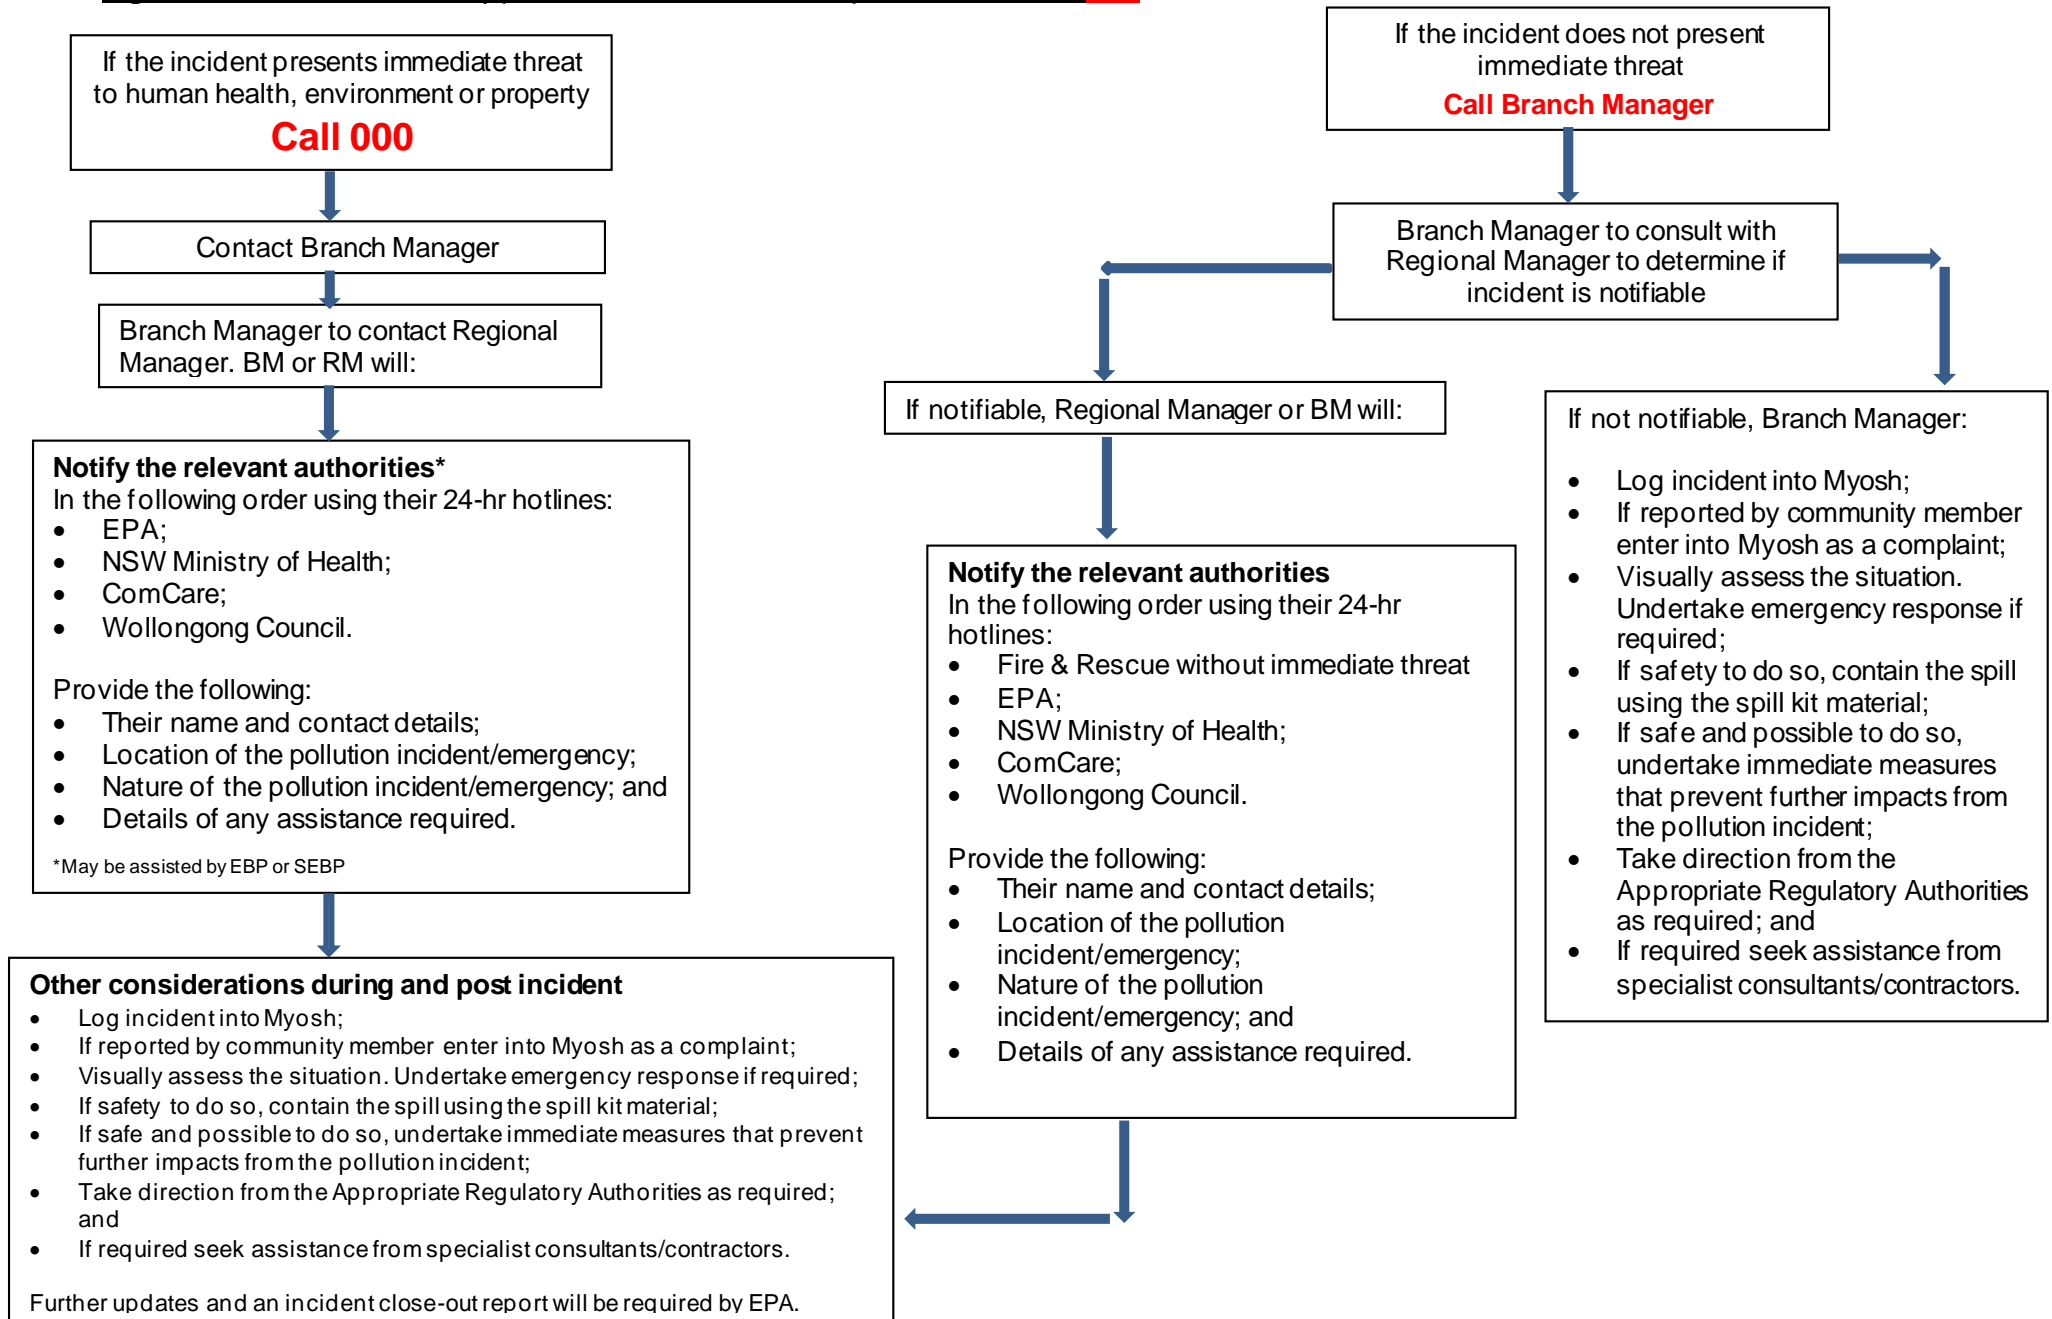 If the incident presents immediate threat
to human health, environment or property
Call 000
Contact Branch Manager
Branch Manager to contact Regional
Manager. BM or RM will:
Notify the relevant authorities*
In the following order using their 24-hr hotlines:
• EPA;
• NSW Ministry of Health;
• ComCare;
• Wollongong Council.
Provide the following:
• Their name and contact details;
• Location of the pollution incident/emergency;
• Nature of the pollution incident/emergency; and
• Details of any assistance required.
*May be assisted by EBP or SEBP
Other considerations during and post incident
• Log incident into Myosh;
• If reported by community member enter into Myosh as a complaint;
• Visually assess the situation. Undertake emergency response if required;
• If safety to do so, contain the spill using the spill kit material;
• If safe and possible to do so, undertake immediate measures that prevent
further impacts from the pollution incident;
• Take direction from the Appropriate Regulatory Authorities as required;
and
• If required seek assistance from specialist consultants/contractors.
Further updates and an incident close-out report will be required by EPA.
If the incident does not present
immediate threat
Call Branch Manager
Branch Manager to consult with
Regional Manager to determine if
incident is notifiable
If notifiable, Regional Manager or BM will:
Notify the relevant authorities
In the following order using their 24-hr
hotlines:
• Fire & Rescue without immediate threat
• EPA;
• NSW Ministry of Health;
• ComCare;
• Wollongong Council.
Provide the following:
• Their name and contact details;
• Location of the pollution
incident/emergency;
• Nature of the pollution
incident/emergency; and
• Details of any assistance required.
If not notifiable, Branch Manager:
• Log incident into Myosh;
• If reported by community member
enter into Myosh as a complaint;
• Visually assess the situation.
Undertake emergency response if
required;
• If safety to do so, contain the spill
using the spill kit material;
• If safe and possible to do so,
undertake immediate measures
that prevent further impacts from
the pollution incident;
• Take direction from the
Appropriate Regulatory Authorities
as required; and
• If required seek assistance from
specialist consultants/contractors.